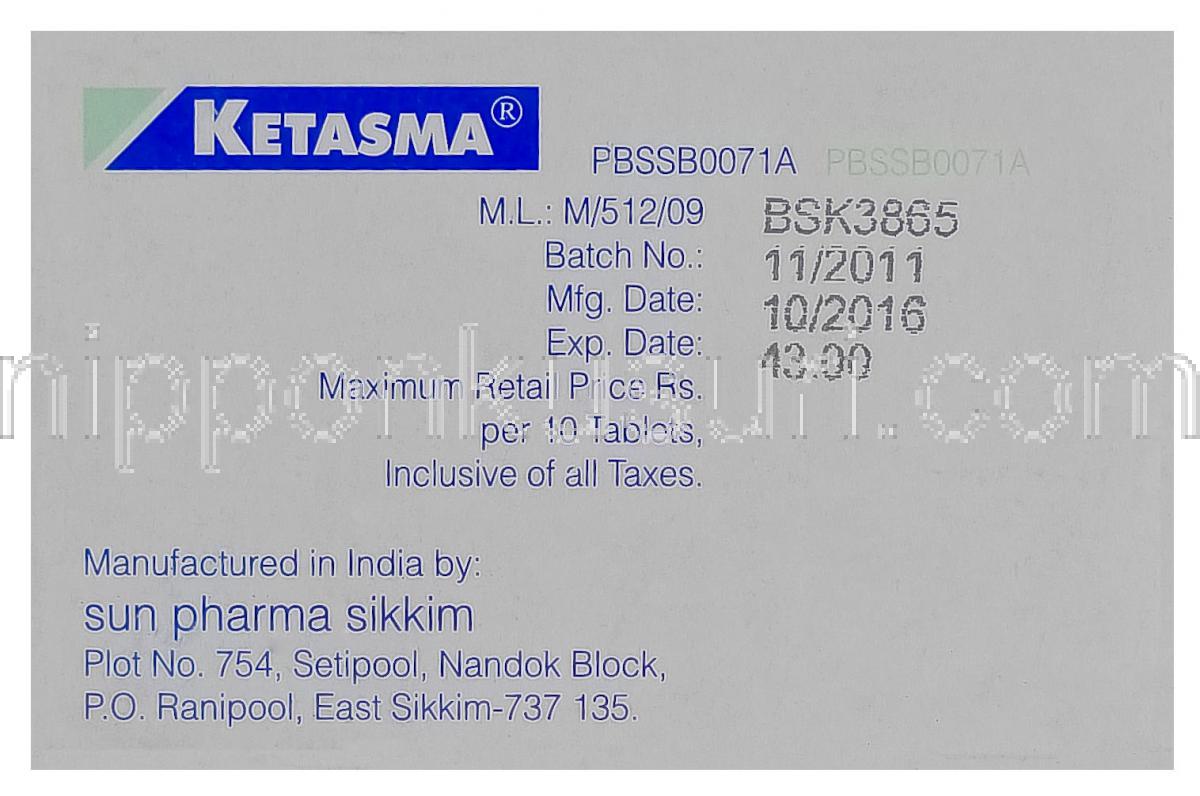 KETASMA®
PBSSB0071A PBSSB0071A
M.L.: M/512/09 BSK3865
Batch No.: 11/2011
Mfg. Date: 10/2016
Exp. Date: 43.00
Maximum Retail Price Rs.
per 10 Tablets,
Inclusive of all Taxes.
nipponkusuri.com
Manufactured in India by:
sun pharma sikkim
Plot No. 754, Setipool, Nandok Block,
P.O. Ranipool, East Sikkim-737 135.